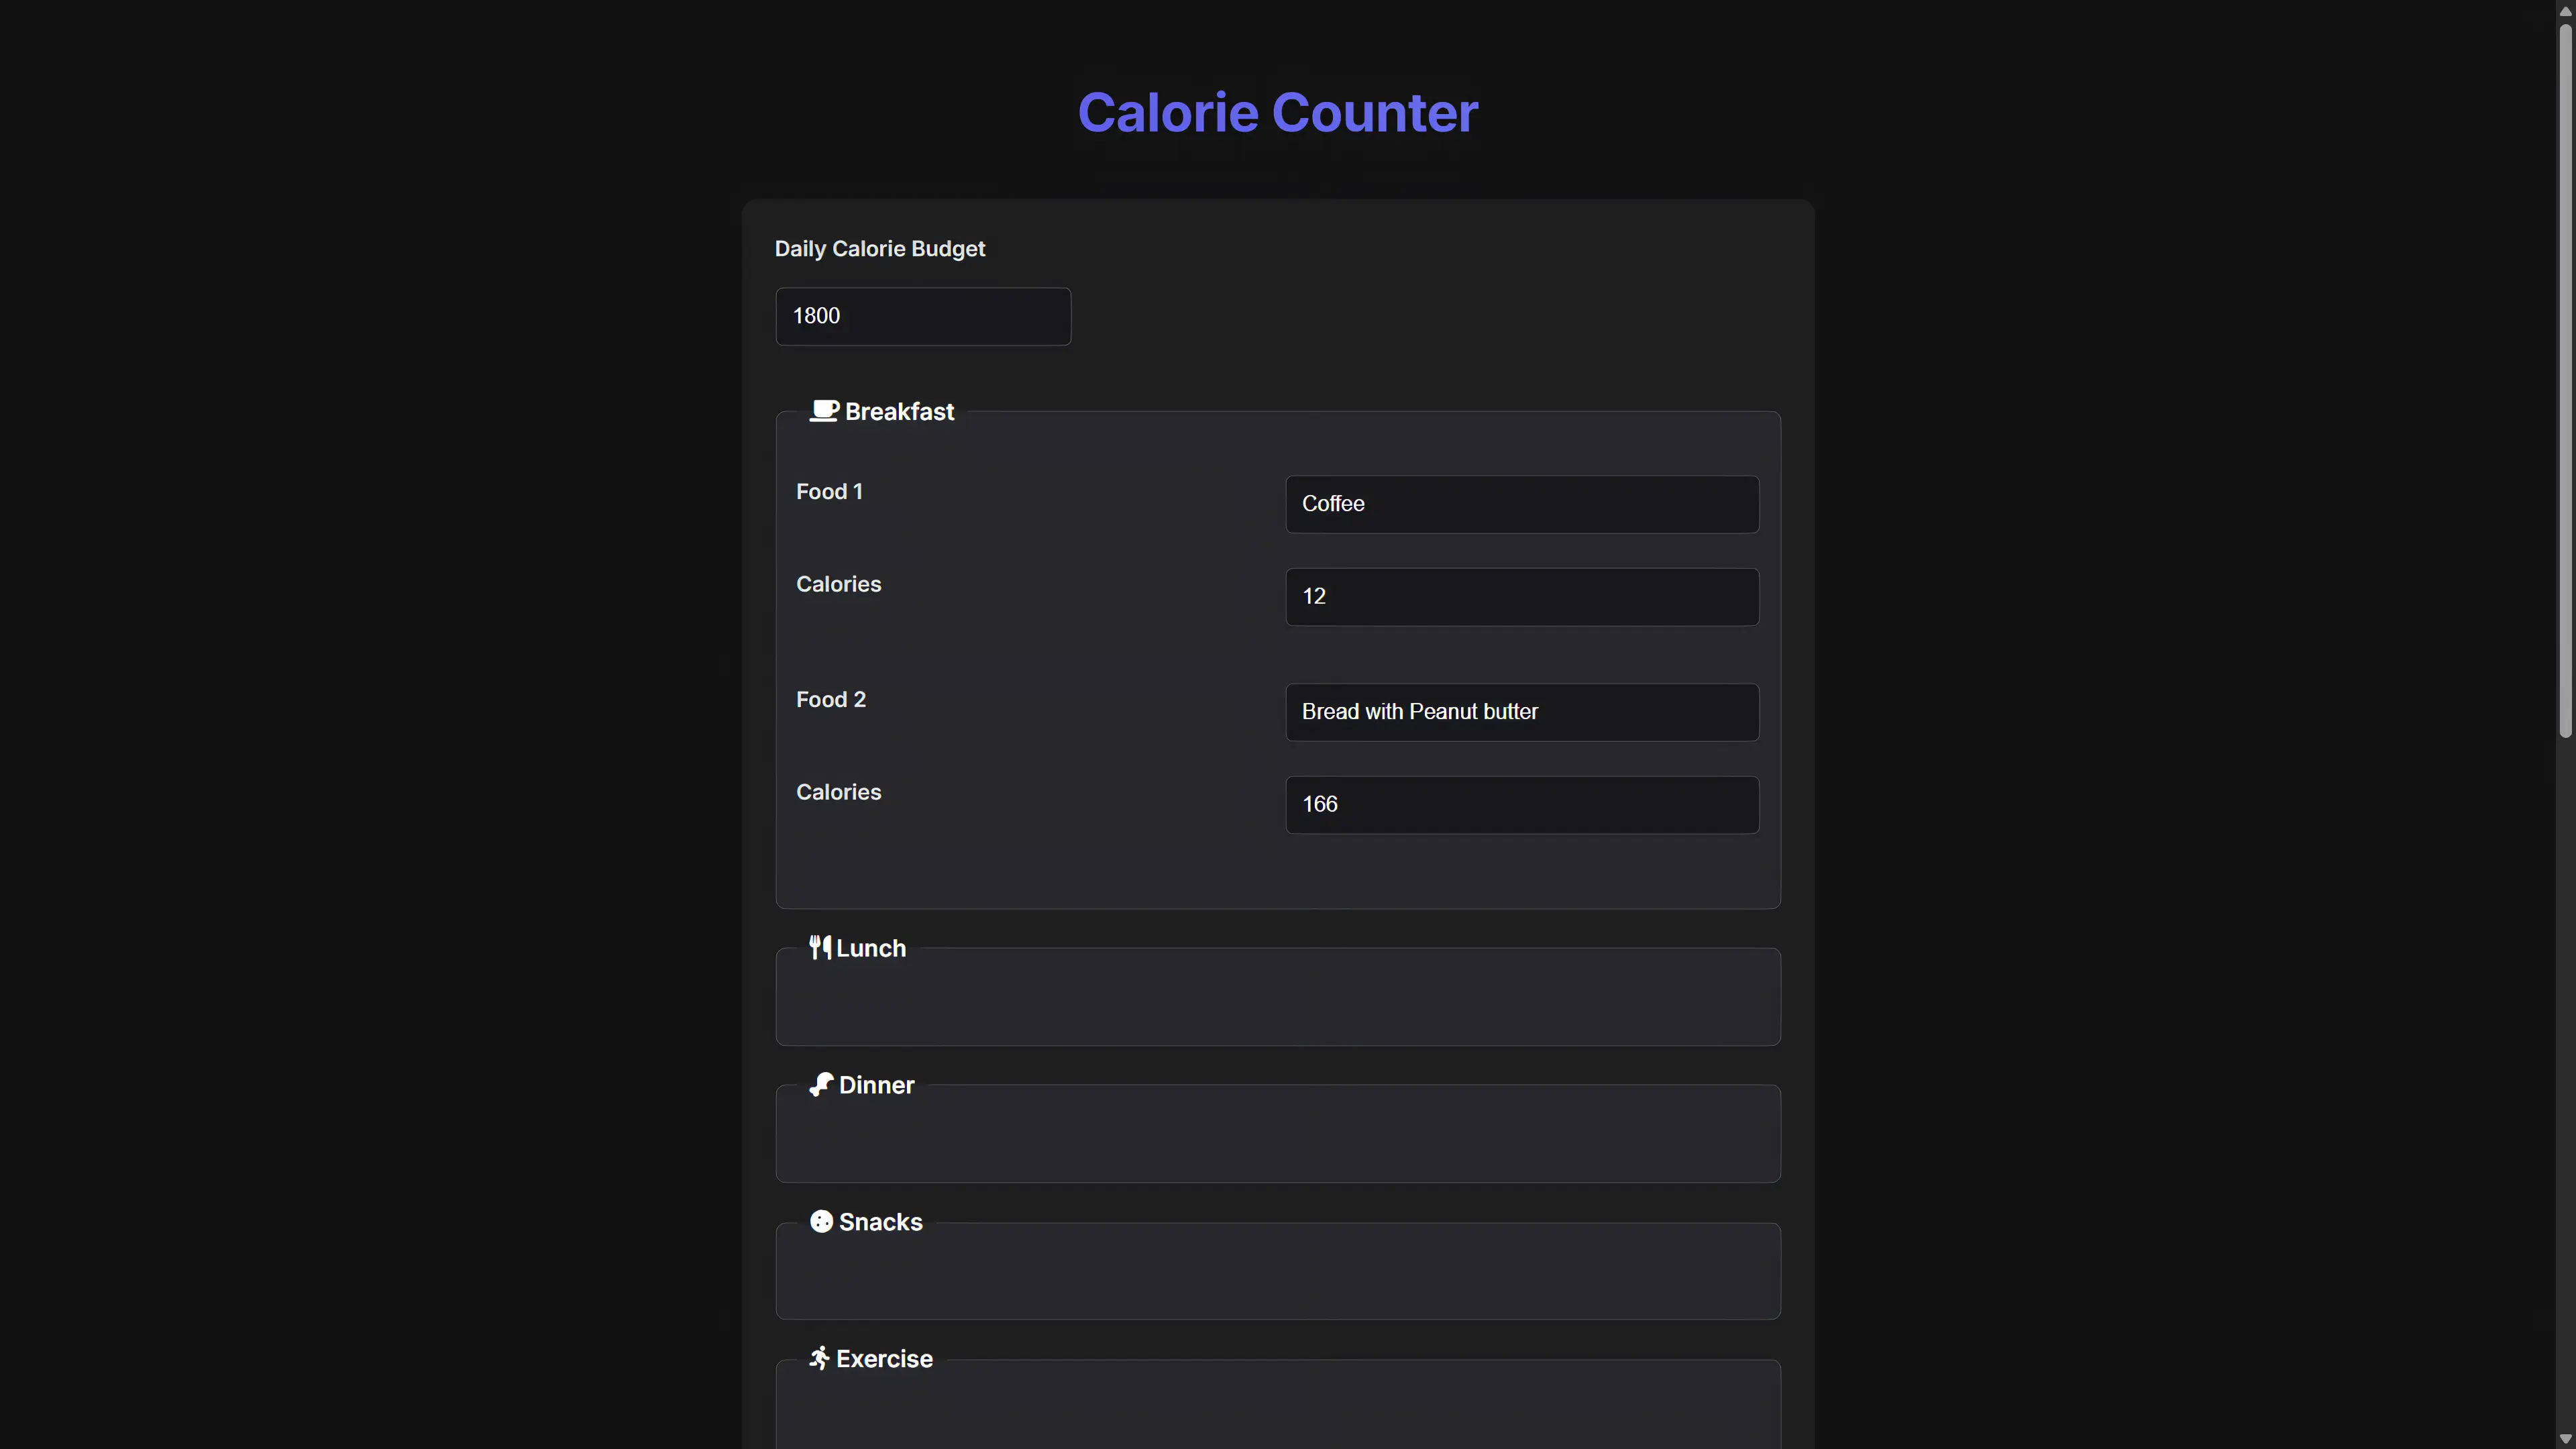 Calorie Counter
Daily Calorie Budget
1800
Breakfast
Food 1
Coffee
Calories
12
Food 2
Bread with Peanut butter
Calories
166
Lunch
Dinner
Snacks
Exercise